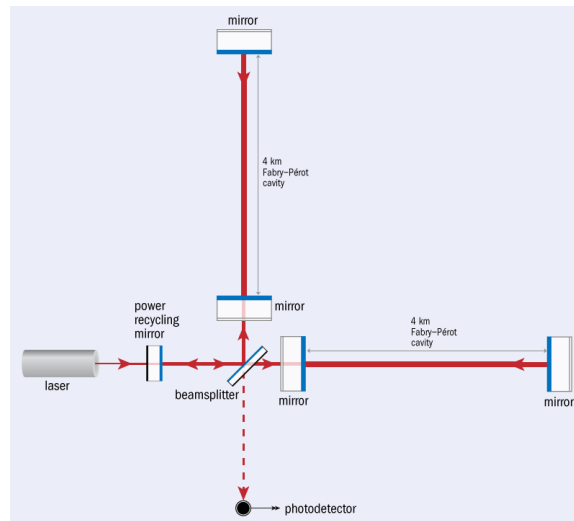 mirror
4 km
Fabry–Pérot
cavity
mirror
power
recycling
mirror
4 km
Fabry–Pérot
cavity
laser
beamsplitter
mirror
mirror
photodetector